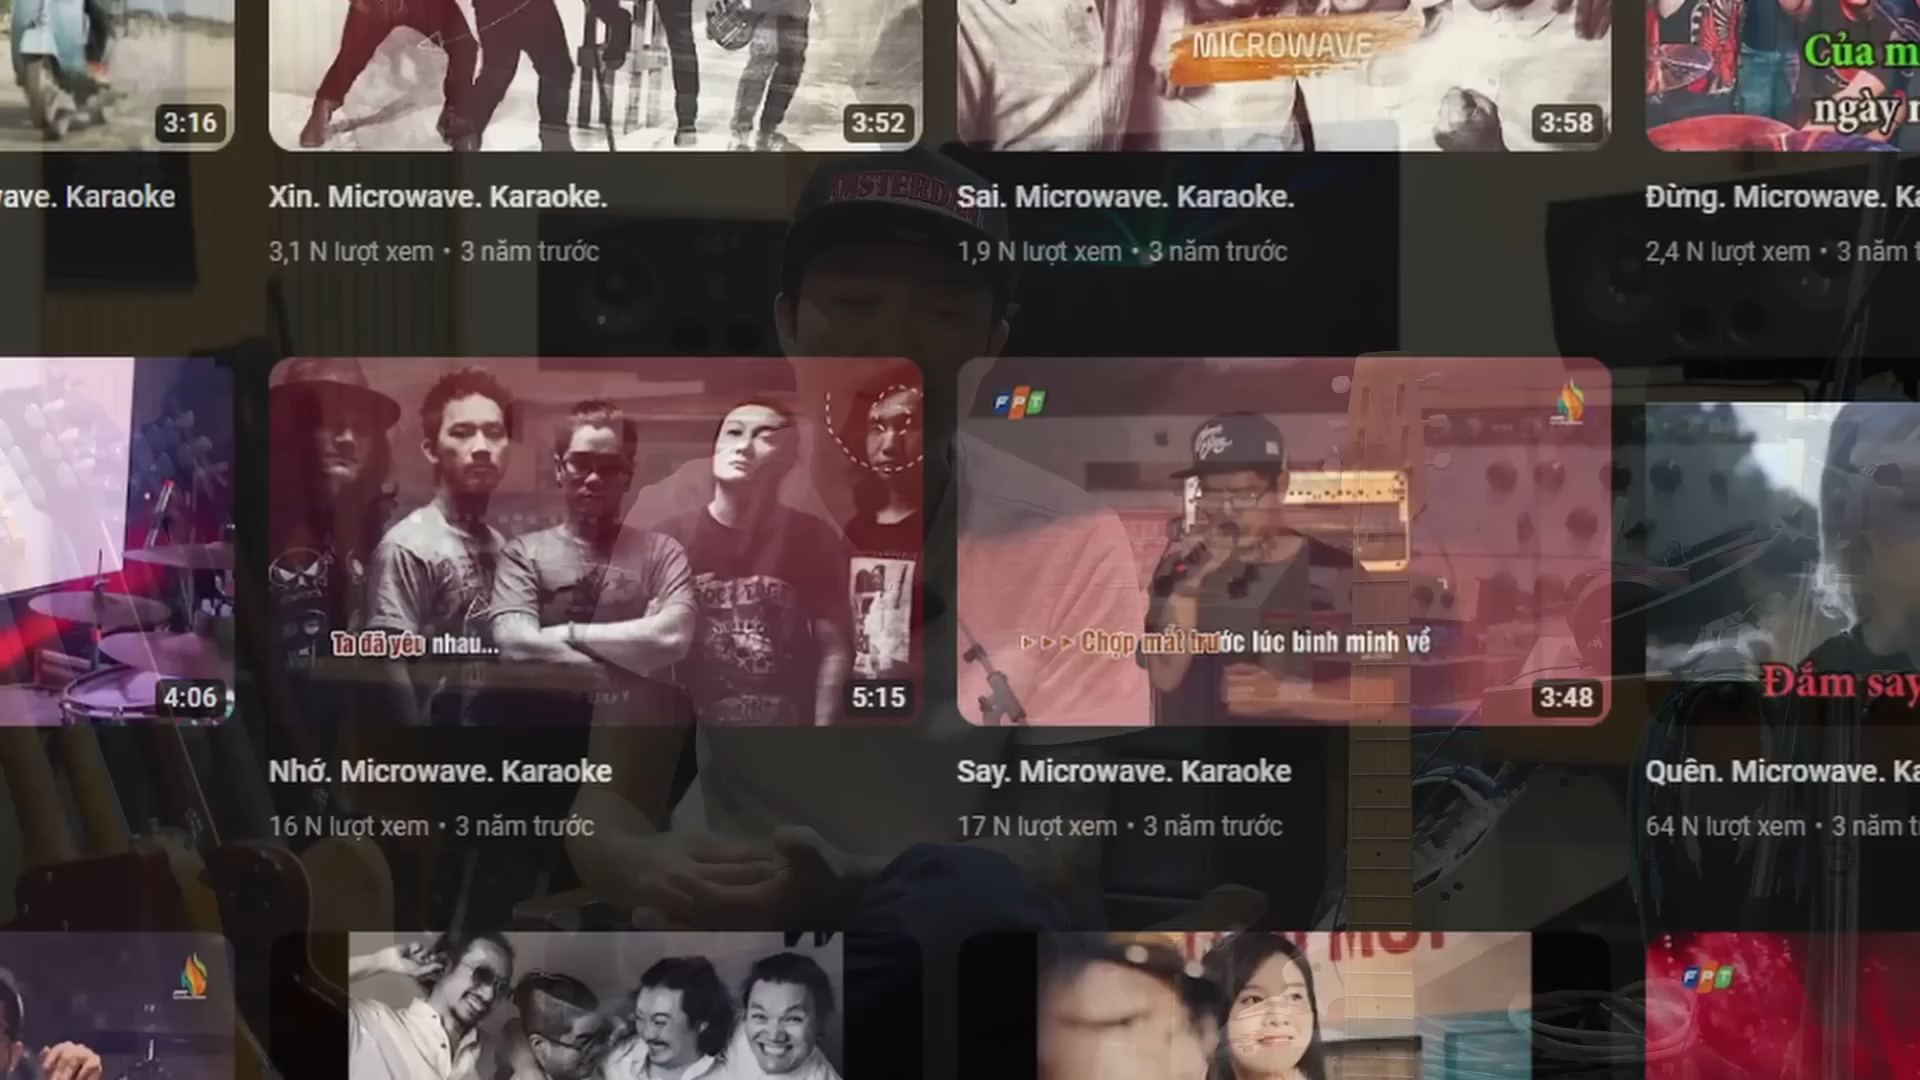 MICROWAVE
Của m
ngày n
3:16
3:52
3:58
wave. Karaoke
Xin. Microwave. Karaoke.
Sai. Microwave. Karaoke.
Đừng. Microwave. Ka
3,1 N lượt xem • 3 năm trước
1,9 N lượt xem • 3 năm trước
2,4 N lượt xem • 3 năm t
FPT
Ta đã yêu nhau...
Chợp mắt trước lúc bình minh về
Đắm say
4:06
5:15
3:48
Nhớ. Microwave. Karaoke
Say. Microwave. Karaoke
Quên. Microwave. Ka
16 N lượt xem • 3 năm trước
17 N lượt xem • 3 năm trước
64 N lượt xem • 3 năm t
FPT